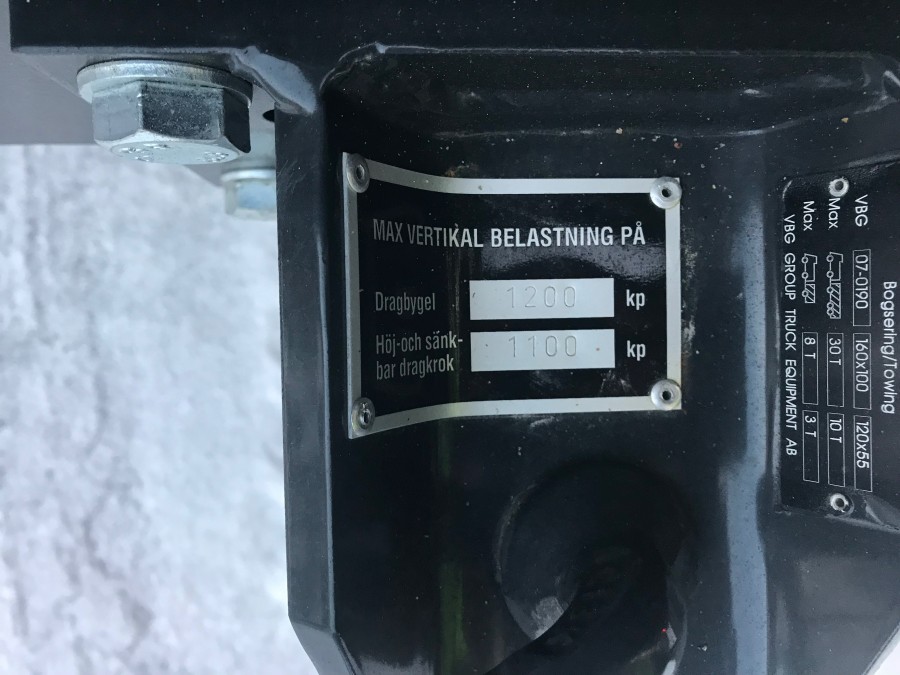 MAX VERTIKAL BELASTNING PÅ
Dragbygel 1200 kp
Höj-och sänk-
bar dragkrok 1100 kp
Bogsering/Towing
VBG 07-0190 160x100 120x55
Max 30T 10 T
Max 8 T 3 T
VBG GROUP TRUCK EQUIPMENT AB